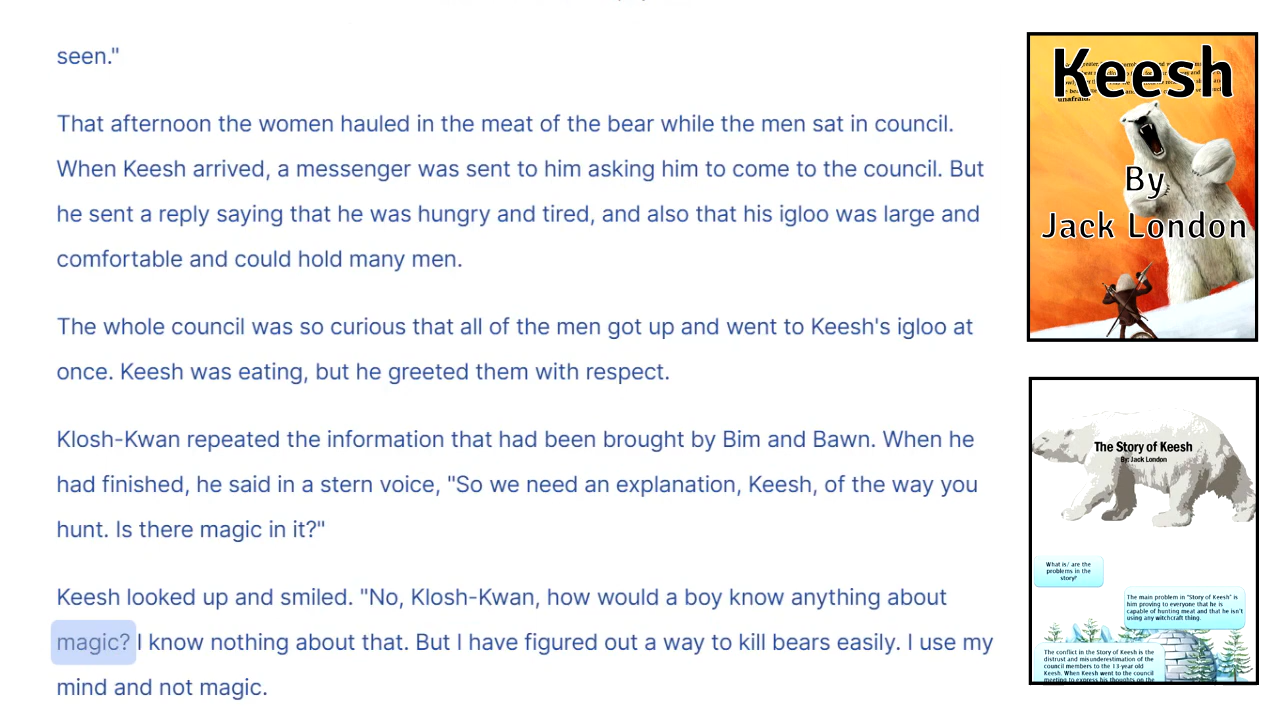 seen."
That afternoon the women hauled in the meat of the bear while the men sat in council.
When Keesh arrived, a messenger was sent to him asking him to come to the council. But
he sent a reply saying that he was hungry and tired, and also that his igloo was large and
comfortable and could hold many men.
The whole council was so curious that all of the men got up and went to Keesh's igloo at
once. Keesh was eating, but he greeted them with respect.
Klosh-Kwan repeated the information that had been brought by Bim and Bawn. When he
had finished, he said in a stern voice, "So we need an explanation, Keesh, of the way you
hunt. Is there magic in it?"
Keesh looked up and smiled. "No, Klosh-Kwan, how would a boy know anything about
magic? I know nothing about that. But I have figured out a way to kill bears easily. I use my
mind and not magic.
Keesh
unafraid.
By
Jack London
The Story of Keesh
By: Jack London
What is/ are the
problems in the
story?
The main problem in "Story of Keesh" is
him proving to everyone that he is
capable of hunting meat and that he isn't
using any witchcraft thing.
The conflict in the Story of Keesh is the
distrust and misunderestimation of the
council members to the 13-year old
Keesh. When Keesh went to the council
meeting to express his thoughts on the